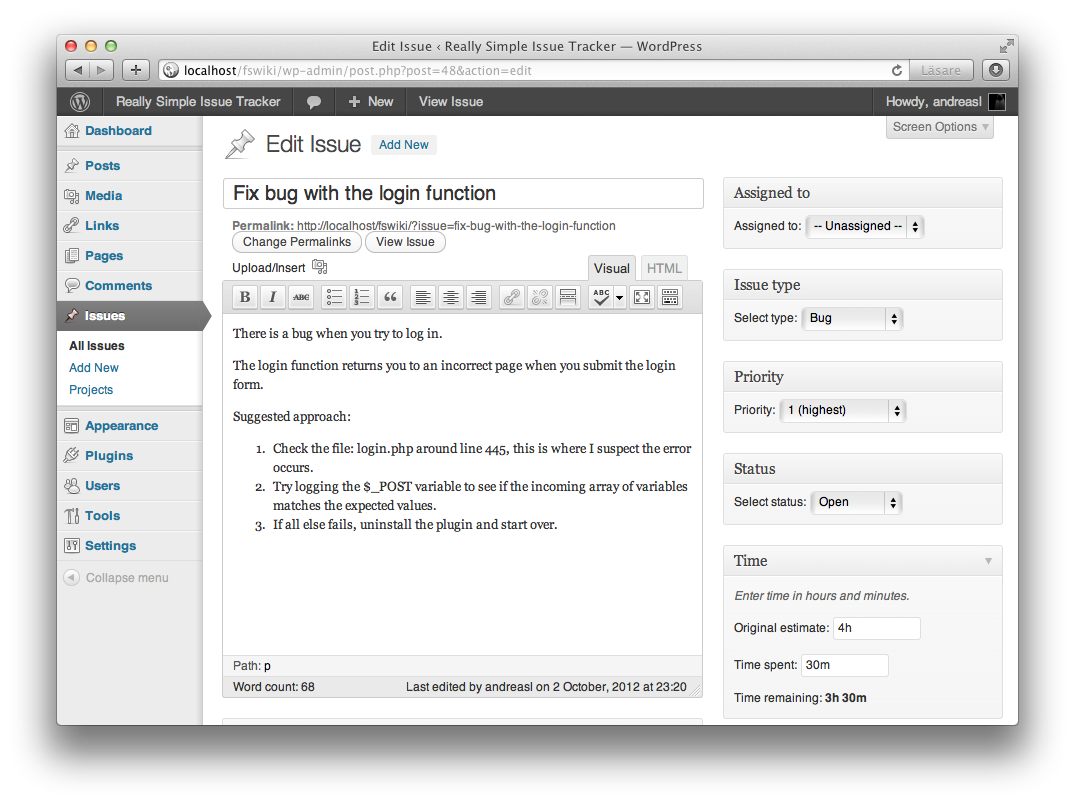 Edit Issue ‹ Really Simple Issue Tracker — WordPress
localhost/fswiki/wp-admin/post.php?post=48&action=edit
Läsare
Really Simple Issue Tracker
New
View Issue
Howdy, andreasl
Screen Options
Dashboard
Posts
Media
Links
Pages
Comments
Issues
All Issues
Add New
Projects
Appearance
Plugins
Users
Tools
Settings
Collapse menu
Edit Issue
Add New
Fix bug with the login function
Permalink: http://localhost/fswiki/?issue=fix-bug-with-the-login-function
Change Permalinks
View Issue
Upload/Insert
Visual
HTML
B I ABC
ABC
There is a bug when you try to log in.
The login function returns you to an incorrect page when you submit the login
form.
Suggested approach:
1. Check the file: login.php around line 445, this is where I suspect the error
occurs.
2. Try logging the $_POST variable to see if the incoming array of variables
matches the expected values.
3. If all else fails, uninstall the plugin and start over.
Path: p
Word count: 68
Last edited by andreasl on 2 October, 2012 at 23:20
Assigned to
Assigned to: -- Unassigned --
Issue type
Select type: Bug
Priority
Priority: 1 (highest)
Status
Select status: Open
Time
Enter time in hours and minutes.
Original estimate: 4h
Time spent: 30m
Time remaining: 3h 30m